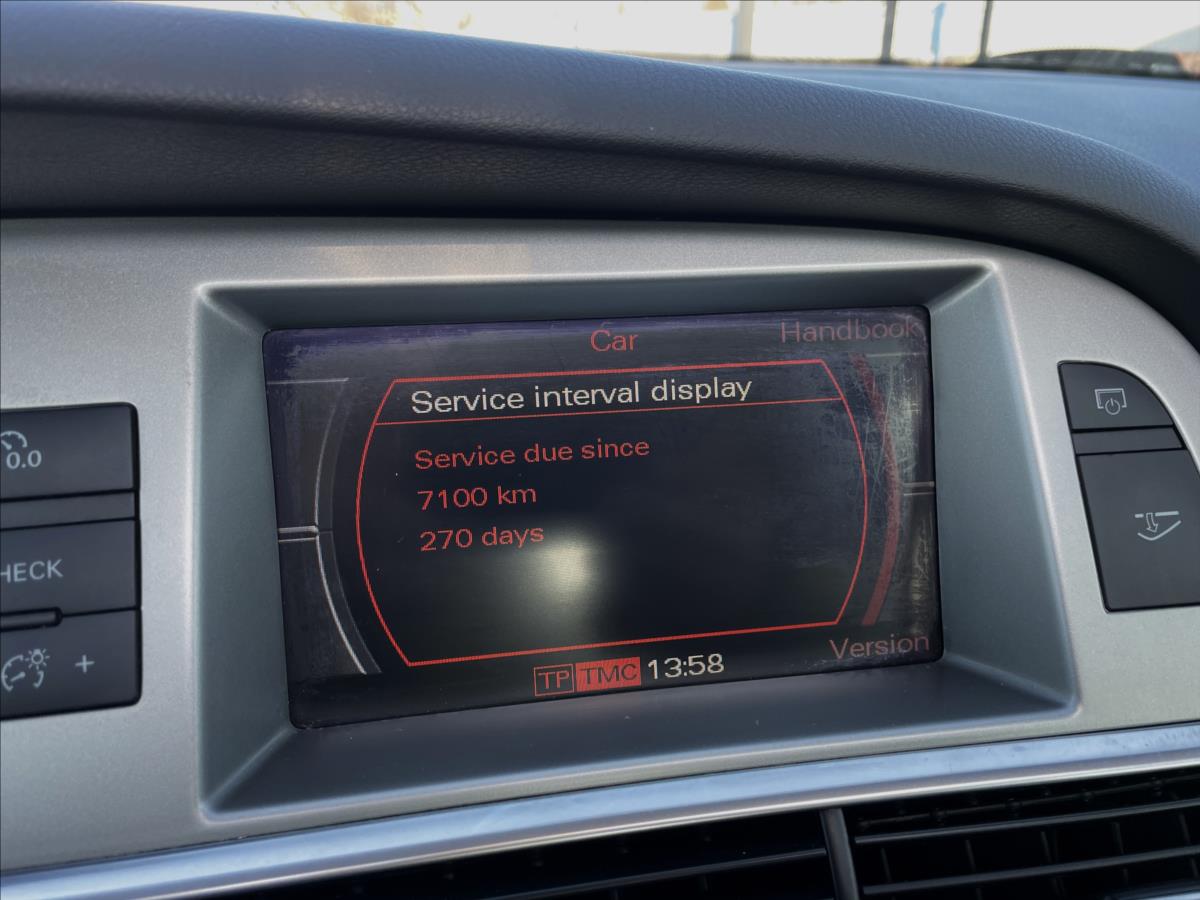 Car
Handbook
Service interval display
Service due since
7100 km
270 days
Version
TP TMC 13:58
0.0
HECK
+